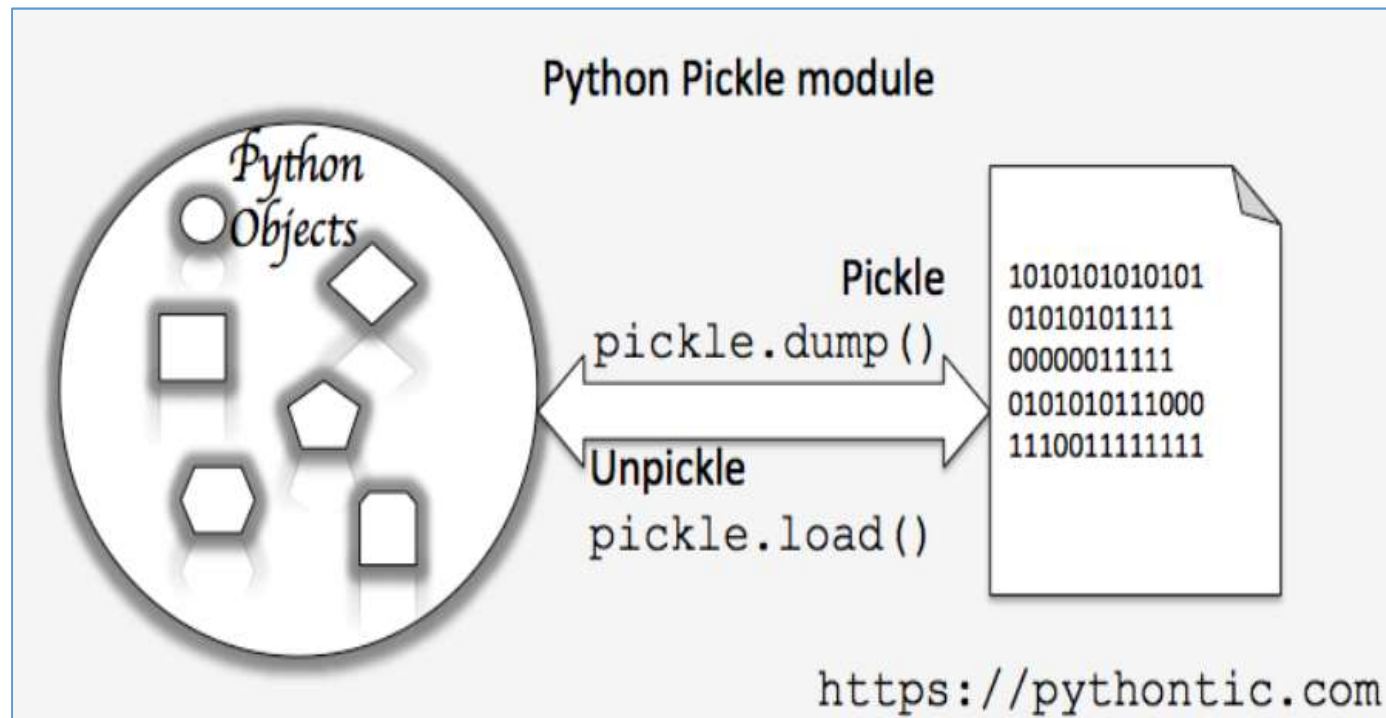 Python Pickle module
Python
Objects
Pickle
pickle.dump()
Unpickle
pickle.load()
1010101010101
01010101111
00000011111
0101010111000
1110011111111
https://pythontic.com